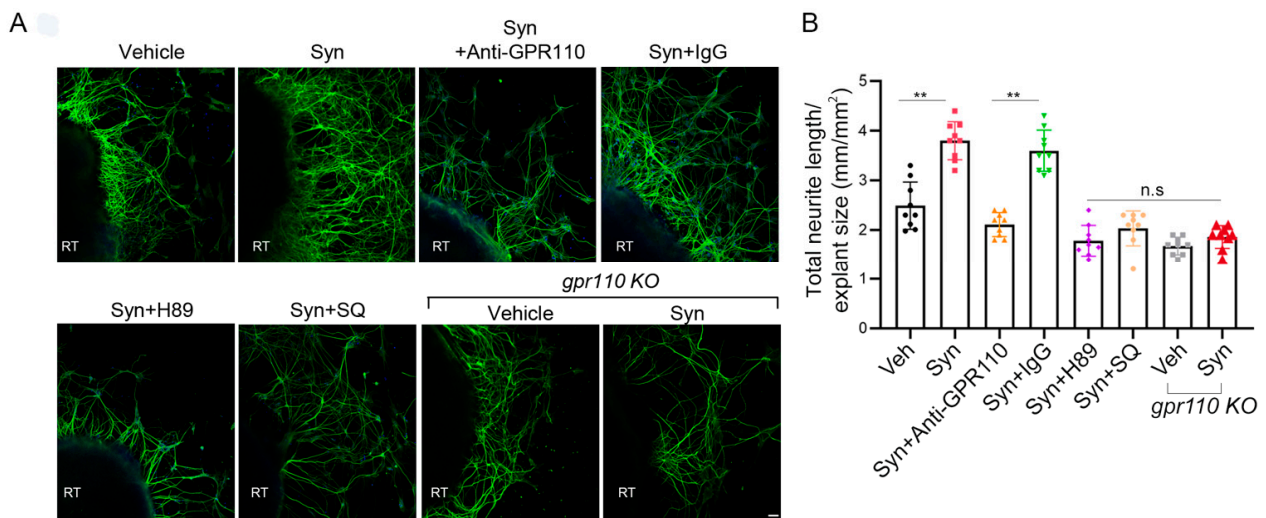 A
Vehicle
Syn
Syn
+Anti-GPR110
Syn+IgG
RT
RT
RT
RT
gpr110 KO
Syn+H89
Syn+SQ
Vehicle
Syn
RT
RT
RT
RT
B
Total neurite length/
explant size (mm/mm²)
5
4
3
2
1
0
**
**
n.s
Veh
Syn
Syn+Anti-GPR110
Syn+IgG
Syn+H89
Syn+SQ
Veh
Syn
gpr110 KO